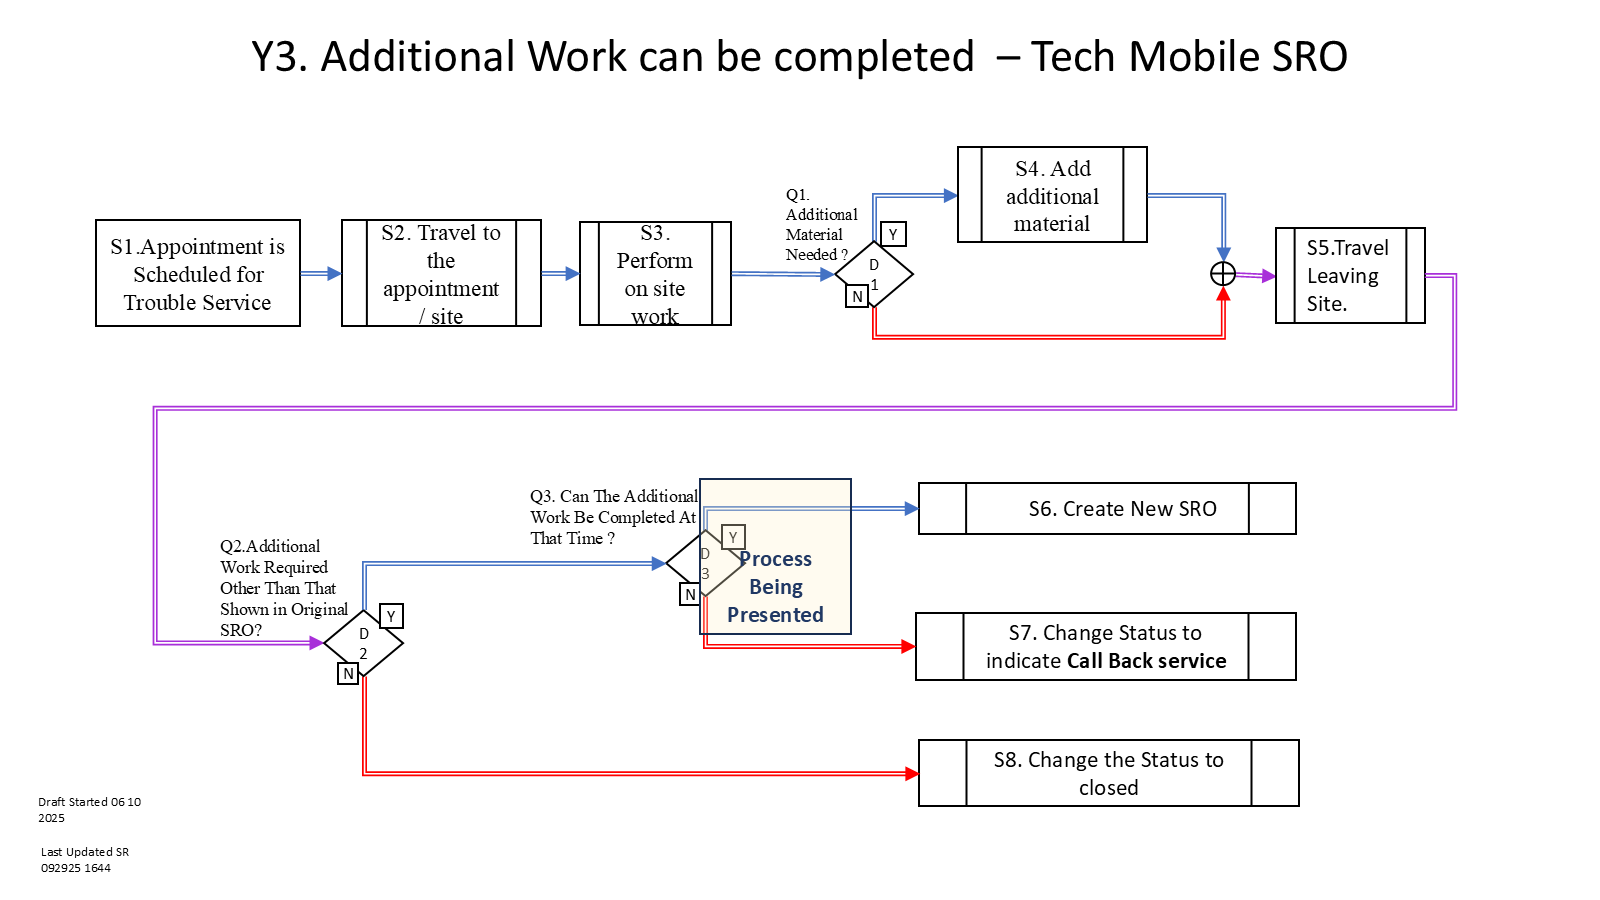 Y3. Additional Work can be completed – Tech Mobile SRO
S1.Appointment is
Scheduled for
Trouble Service
S2. Travel to
the
appointment
/ site
S3.
Perform
on site
work
Q1.
Additional
Material
Needed ?
Y
D
1
N
S4. Add
additional
material
S5.Travel
Leaving
Site.
Q2.Additional
Work Required
Other Than That
Shown in Original
SRO?
Y
D
2
N
Q3. Can The Additional
Work Be Completed At
That Time ?
Y
D
3
N
Process
Being
Presented
S6. Create New SRO
S7. Change Status to
indicate Call Back service
S8. Change the Status to
closed
Draft Started 06 10
2025
Last Updated SR
092925 1644